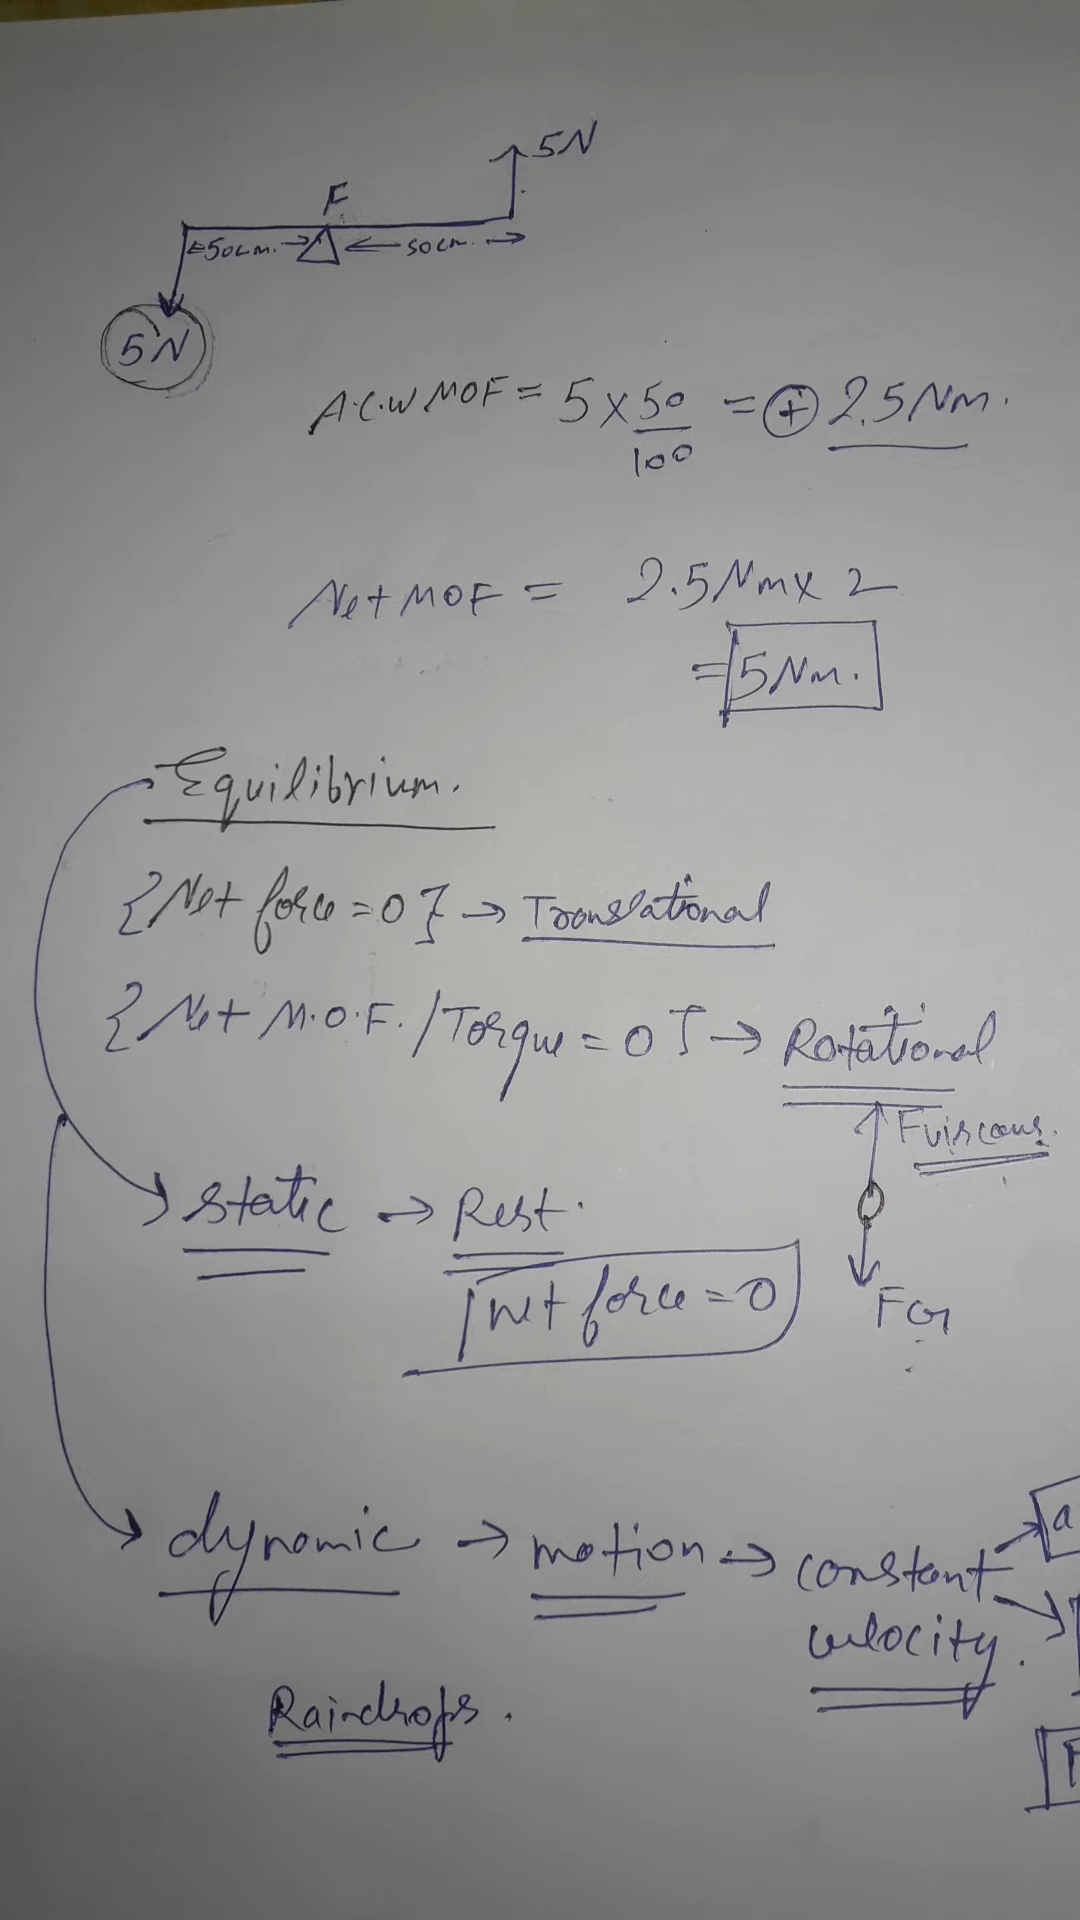 5N
F
50cm.
50cm.
5N
A.C.W MOF = 5 × 50/100 = + 2.5 Nm.
Net MOF = 2.5 Nm × 2
= 5 Nm.
Equilibrium.
{Net force = 0} → Translational
{Net M.O.F. / Torque = 0} → Rotational
Fviscous.
static → Rest.
Net force = 0
FG
dynamic → motion. → constant velocity.
a
Raindrops.
F